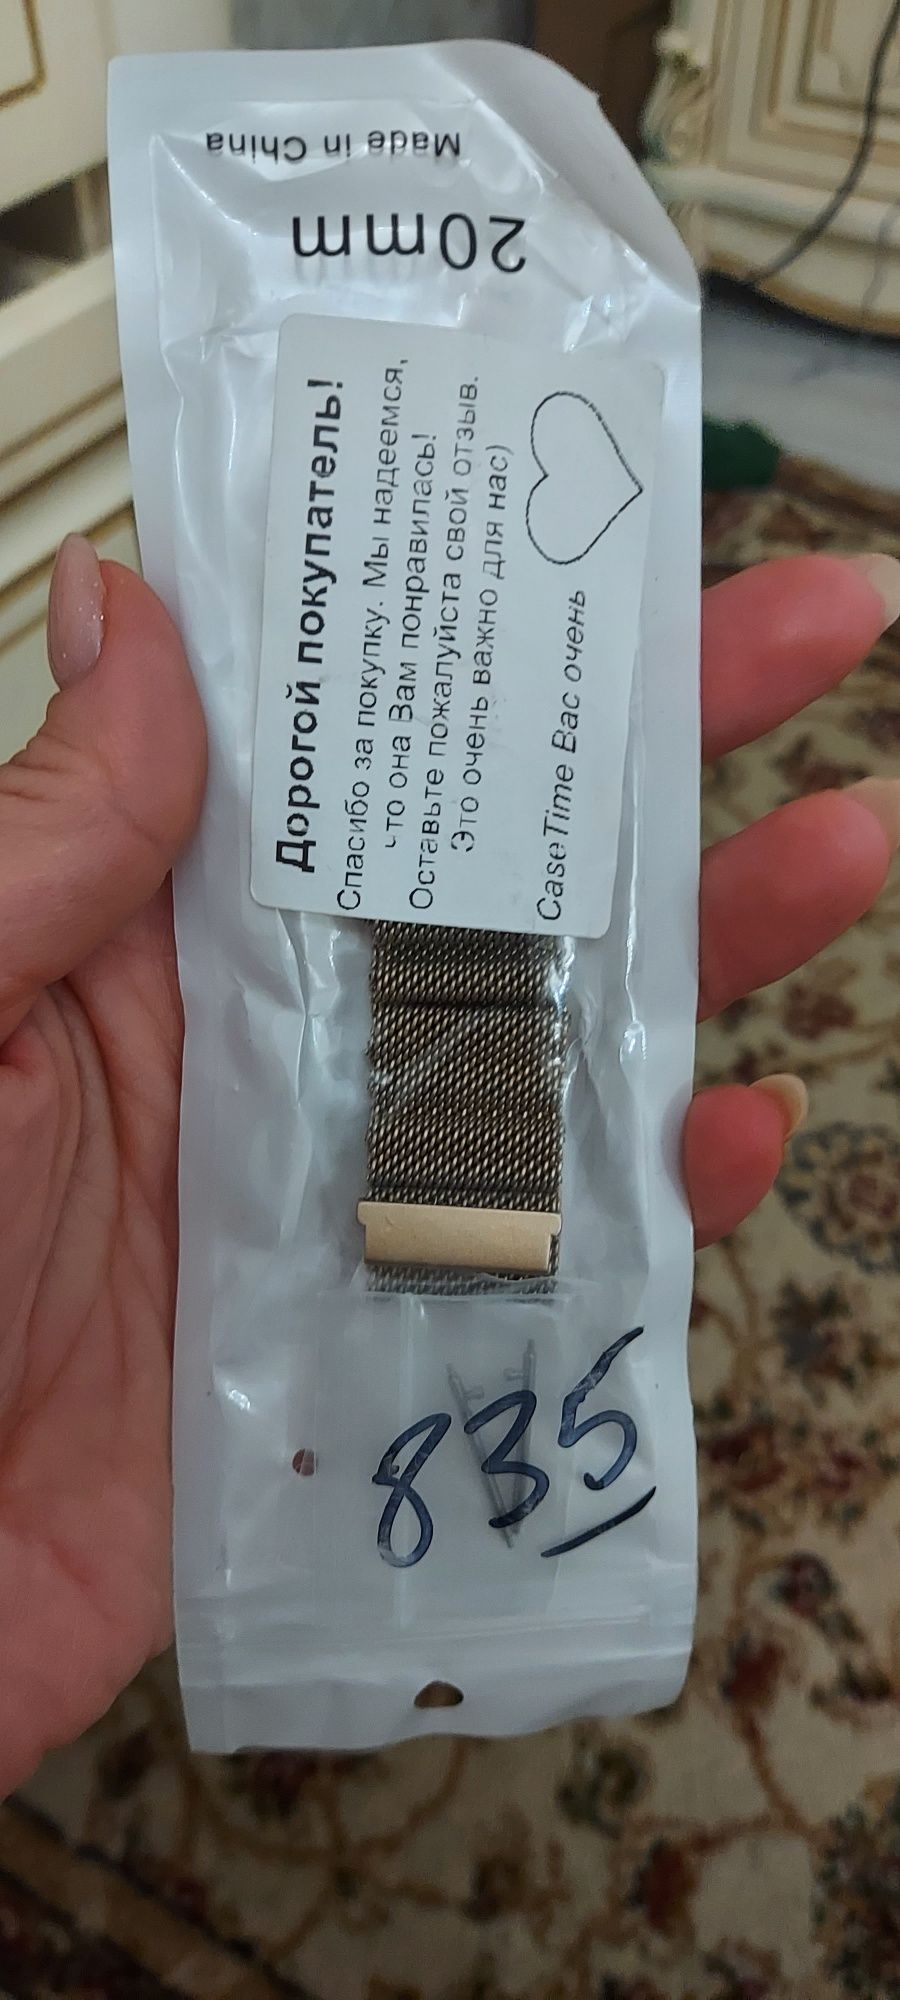 Made in China
20mm
Дорогой покупатель!
Спасибо за покупку. Мы надеемся,
что она Вам понравилась!
Оставьте пожалуйста свой отзыв.
Это очень важно для нас)
CaseTime Вас очень
835